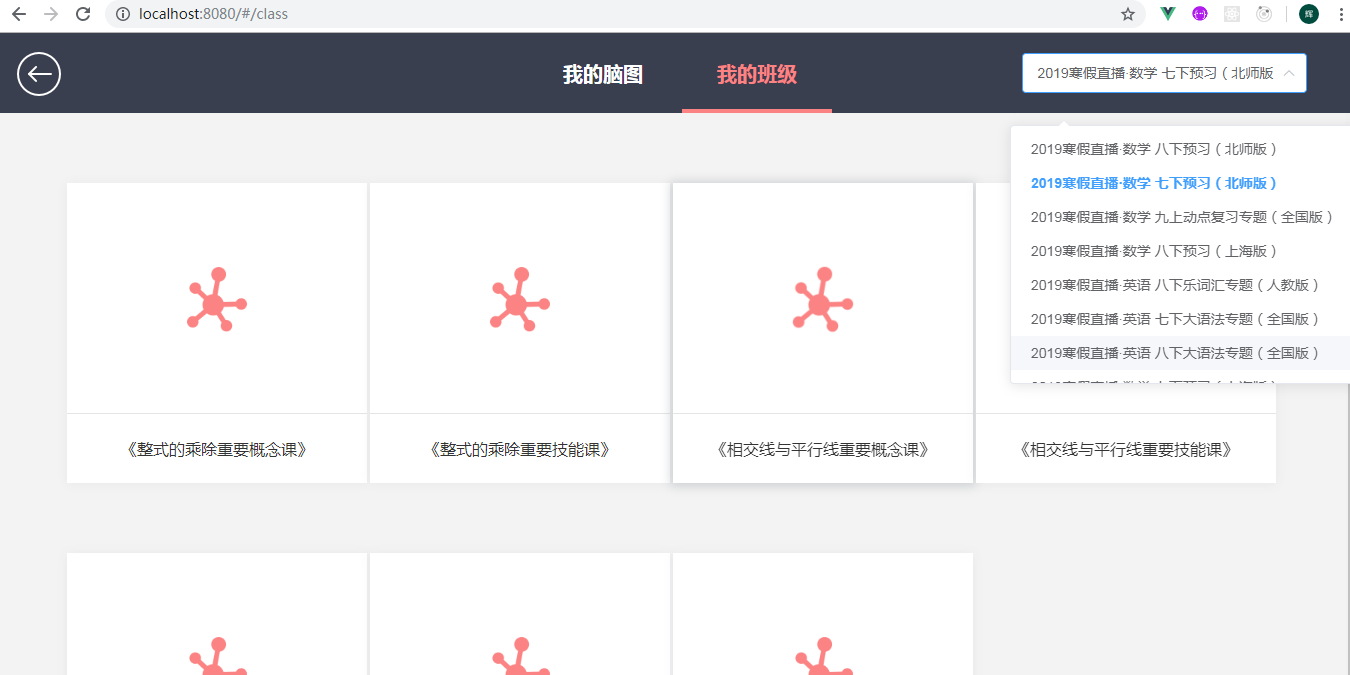 localhost:8080/#/class
辉
我的脑图
我的班级
2019寒假直播·数学 七下预习（北师版
2019寒假直播·数学 八下预习（北师版）
2019寒假直播·数学 七下预习（北师版）
2019寒假直播·数学 九上动点复习专题（全国版）
2019寒假直播·数学 八下预习（上海版）
2019寒假直播·英语 八下乐词汇专题（人教版）
2019寒假直播·英语 七下大语法专题（全国版）
2019寒假直播·英语 八下大语法专题（全国版）
《整式的乘除重要概念课》
《整式的乘除重要技能课》
《相交线与平行线重要概念课》
《相交线与平行线重要技能课》